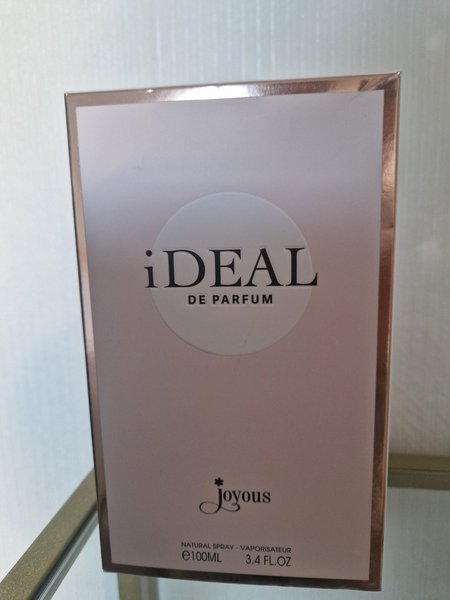 iDEAL
DE PARFUM
joyous
NATURAL SPRAY - VAPORISATEUR
℮100ML 3.4 FL.OZ